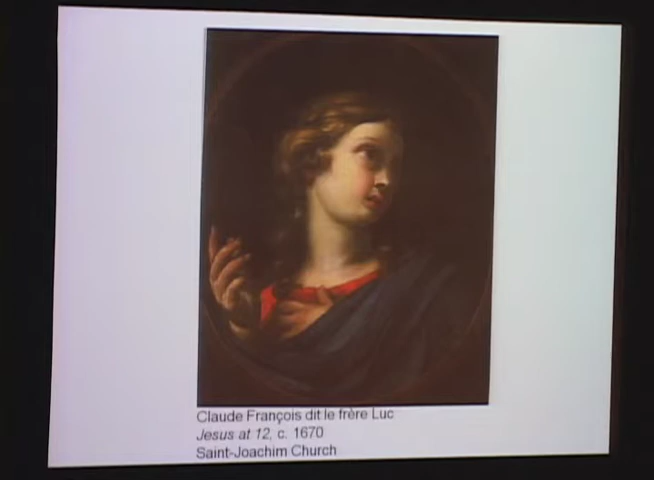 Claude François dit le frère Luc
Jesus at 12, c. 1670
Saint-Joachim Church